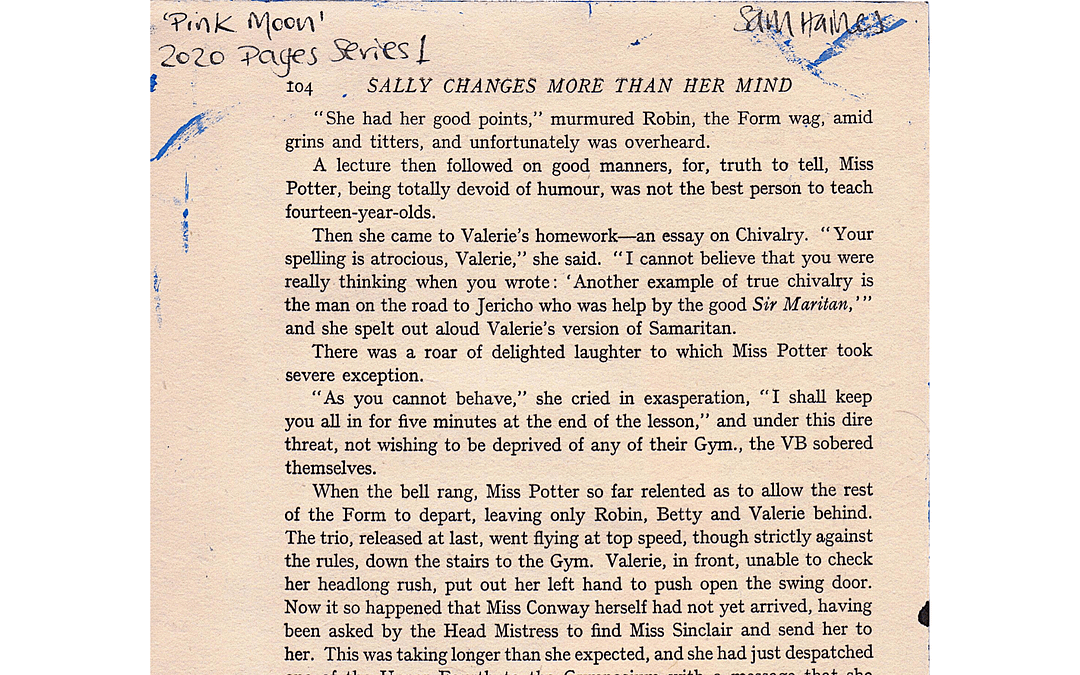 'Pink Moon'
2020 Pages Series 1
Sam Haines
104 SALLY CHANGES MORE THAN HER MIND
“She had her good points,” murmured Robin, the Form wag, amid
grins and titters, and unfortunately was overheard.
A lecture then followed on good manners, for, truth to tell, Miss
Potter, being totally devoid of humour, was not the best person to teach
fourteen-year-olds.
Then she came to Valerie’s homework—an essay on Chivalry. “Your
spelling is atrocious, Valerie,” she said. “I cannot believe that you were
really thinking when you wrote: ‘Another example of true chivalry is
the man on the road to Jericho who was help by the good Sir Maritan,’”
and she spelt out aloud Valerie’s version of Samaritan.
There was a roar of delighted laughter to which Miss Potter took
severe exception.
“As you cannot behave,” she cried in exasperation, “I shall keep
you all in for five minutes at the end of the lesson,” and under this dire
threat, not wishing to be deprived of any of their Gym., the VB sobered
themselves.
When the bell rang, Miss Potter so far relented as to allow the rest
of the Form to depart, leaving only Robin, Betty and Valerie behind.
The trio, released at last, went flying at top speed, though strictly against
the rules, down the stairs to the Gym. Valerie, in front, unable to check
her headlong rush, put out her left hand to push open the swing door.
Now it so happened that Miss Conway herself had not yet arrived, having
been asked by the Head Mistress to find Miss Sinclair and send her to
her. This was taking longer than she expected, and she had just despatched